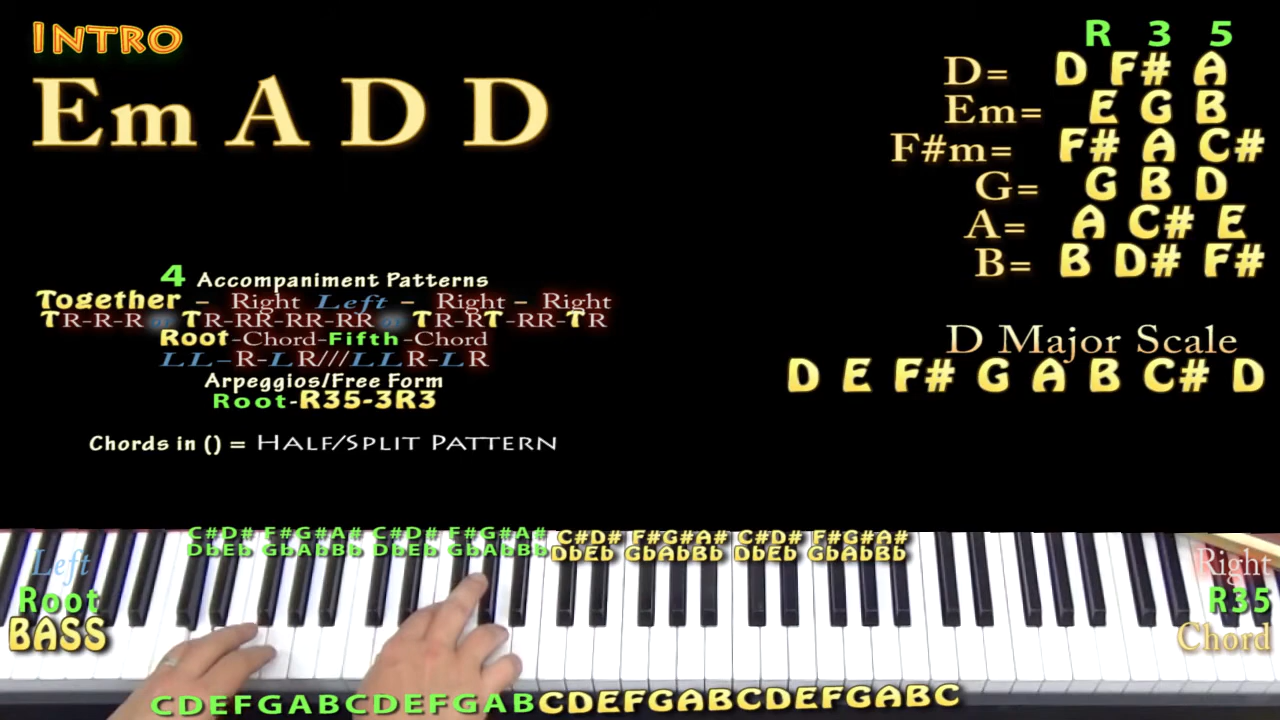 INTRO
Em A D D
R 3 5
D= D F# A
Em= E G B
F#m= F# A C#
G= G B D
A= A C# E
B= B D# F#
4 Accompaniment Patterns
Together - Right Left - Right - Right
TR-R-R or TR-RR-RR-RR or TR-RT-RR-TR
Root-Chord-Fifth-Chord
LL-R-LR///LLR-LR
Arpeggios/Free Form
Root-R35-3R3
Chords in () = HALF/SPLIT PATTERN
D Major Scale
D E F# G A B C# D
C#D# F#G#A# C#D# F#G#A# C#D# F#G#A# C#D# F#G#A#
DbEb GbAbBb DbEb GbAbBb DbEb GbAbBb DbEb GbAbBb
Left
Root
BASS
Right
R35
Chord
CDEFGABCDEFGABCDEFGABCDEFGABC